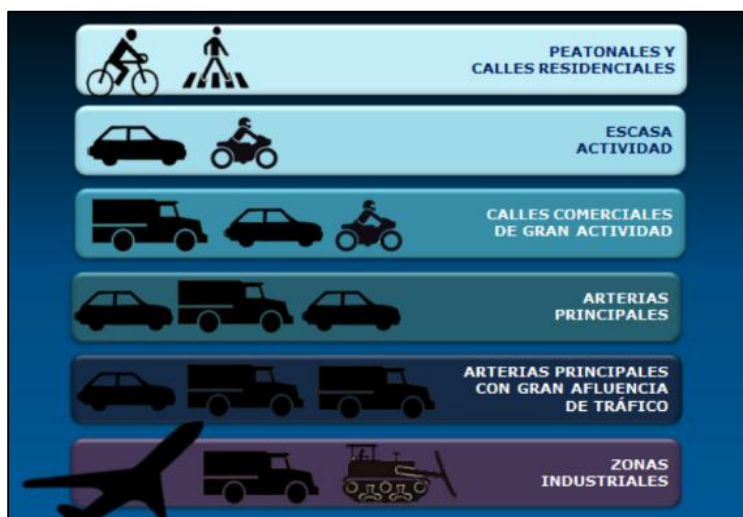 PEATONALES Y
CALLES RESIDENCIALES
ESCASA
ACTIVIDAD
CALLES COMERCIALES
DE GRAN ACTIVIDAD
ARTERIAS
PRINCIPALES
ARTERIAS PRINCIPALES
CON GRAN AFLUENCIA
DE TRÁFICO
ZONAS
INDUSTRIALES